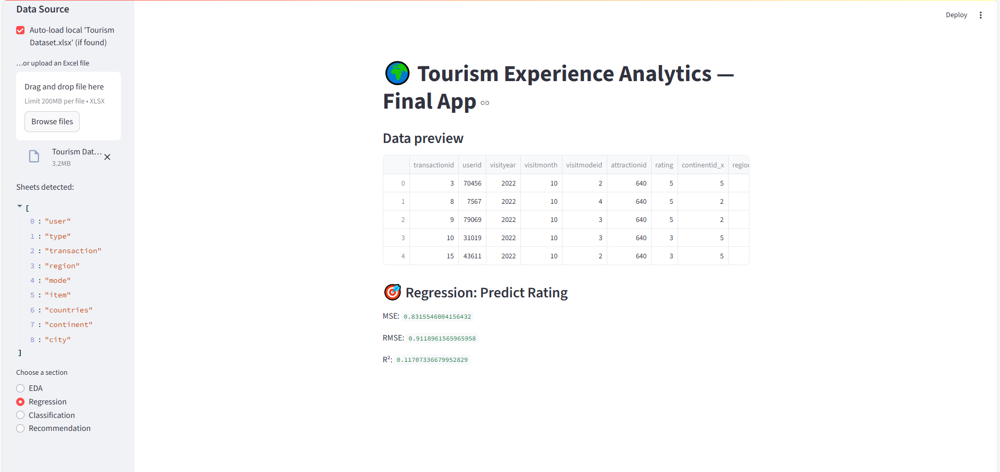 Data Source
Auto-load local 'Tourism
Dataset.xlsx' (if found)
...or upload an Excel file
Drag and drop file here
Limit 200MB per file • XLSX
Browse files
Tourism Dat...
3.2MB
Sheets detected:
[
0 : "user"
1 : "type"
2 : "transaction"
3 : "region"
4 : "mode"
5 : "item"
6 : "countries"
7 : "continent"
8 : "city"
]
Choose a section
EDA
Regression
Classification
Recommendation
Deploy
Tourism Experience Analytics —
Final App
Data preview
transactionid userid visityear visitmonth visitmodeid attractionid rating continentid_x region
0 3 70456 2022 10 2 640 5 5
1 8 7567 2022 10 4 640 5 2
2 9 79069 2022 10 3 640 5 2
3 10 31019 2022 10 3 640 3 5
4 15 43611 2022 10 2 640 3 5
Regression: Predict Rating
MSE: 0.8315546004156432
RMSE: 0.9118961565965958
R²: 0.11707336679952829